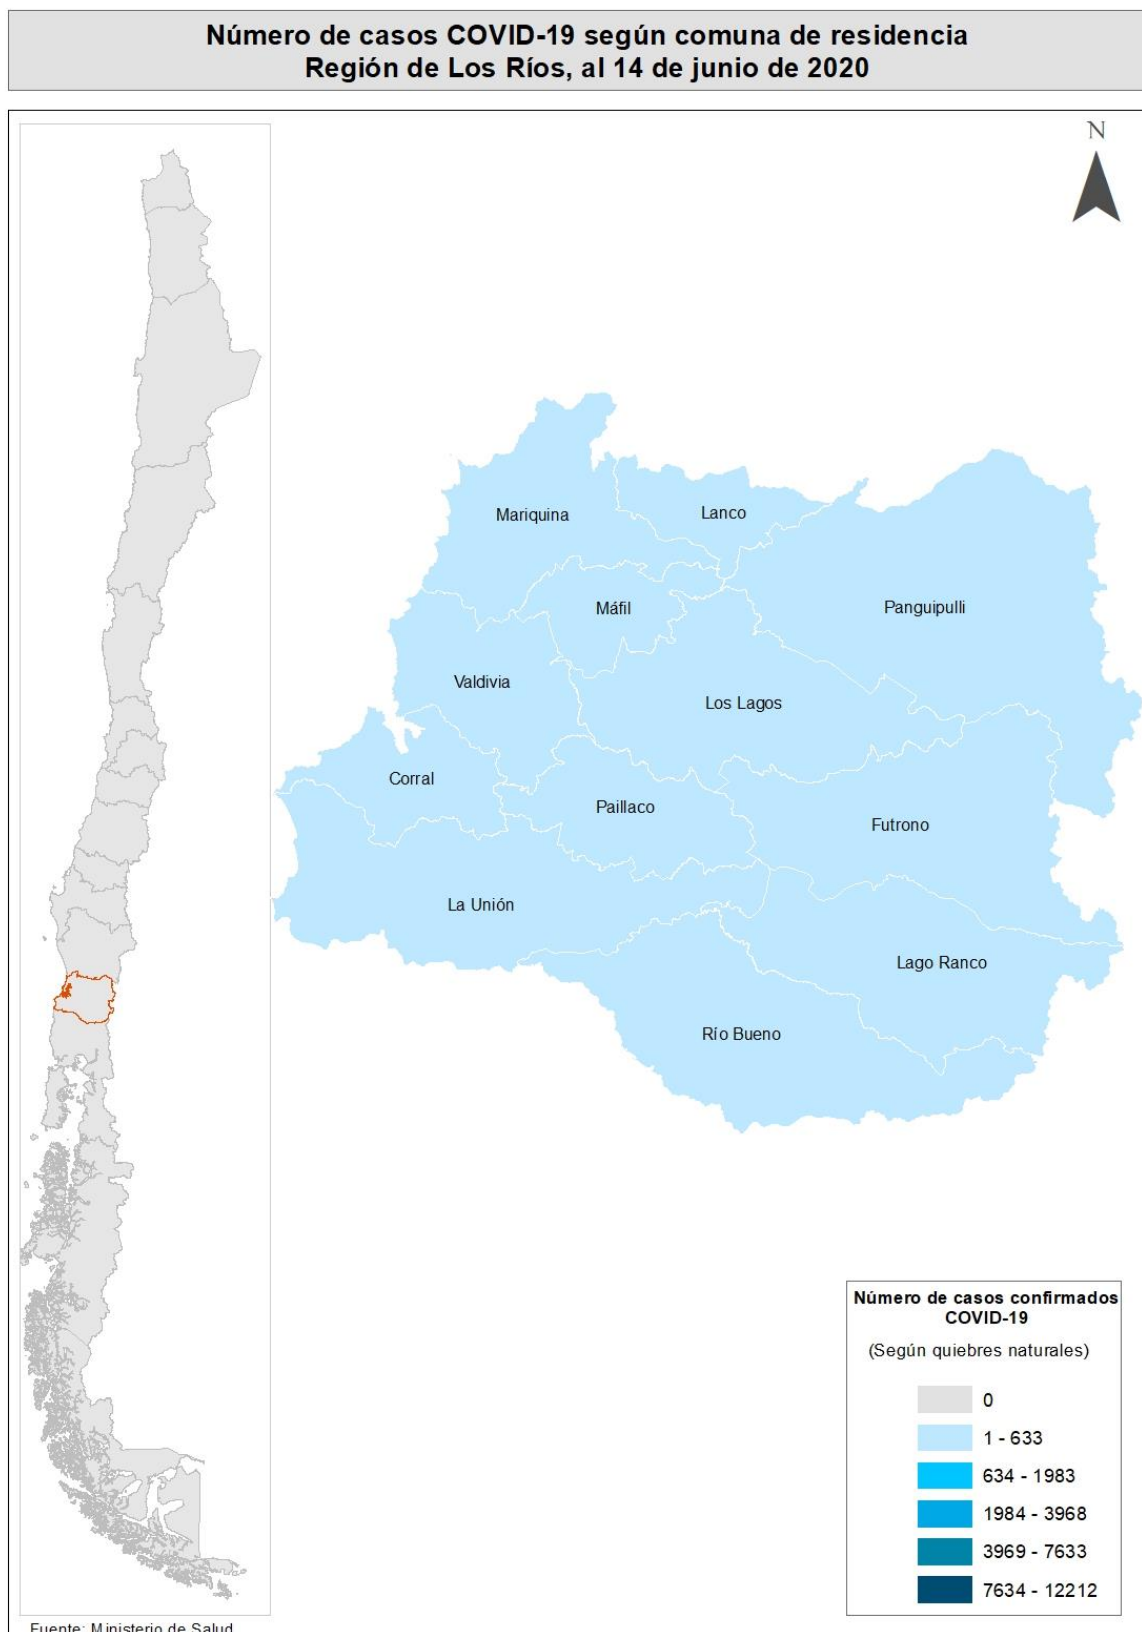 Número de casos COVID-19 según comuna de residencia
Región de Los Ríos, al 14 de junio de 2020
N
Mariquina
Lanco
Máfil
Panguipulli
Valdivia
Los Lagos
Corral
Paillaco
Futrono
La Unión
Lago Ranco
Río Bueno
Número de casos confirmados
COVID-19
(Según quiebres naturales)
0
1 - 633
634 - 1983
1984 - 3968
3969 - 7633
7634 - 12212
Fuente: Ministerio de Salud